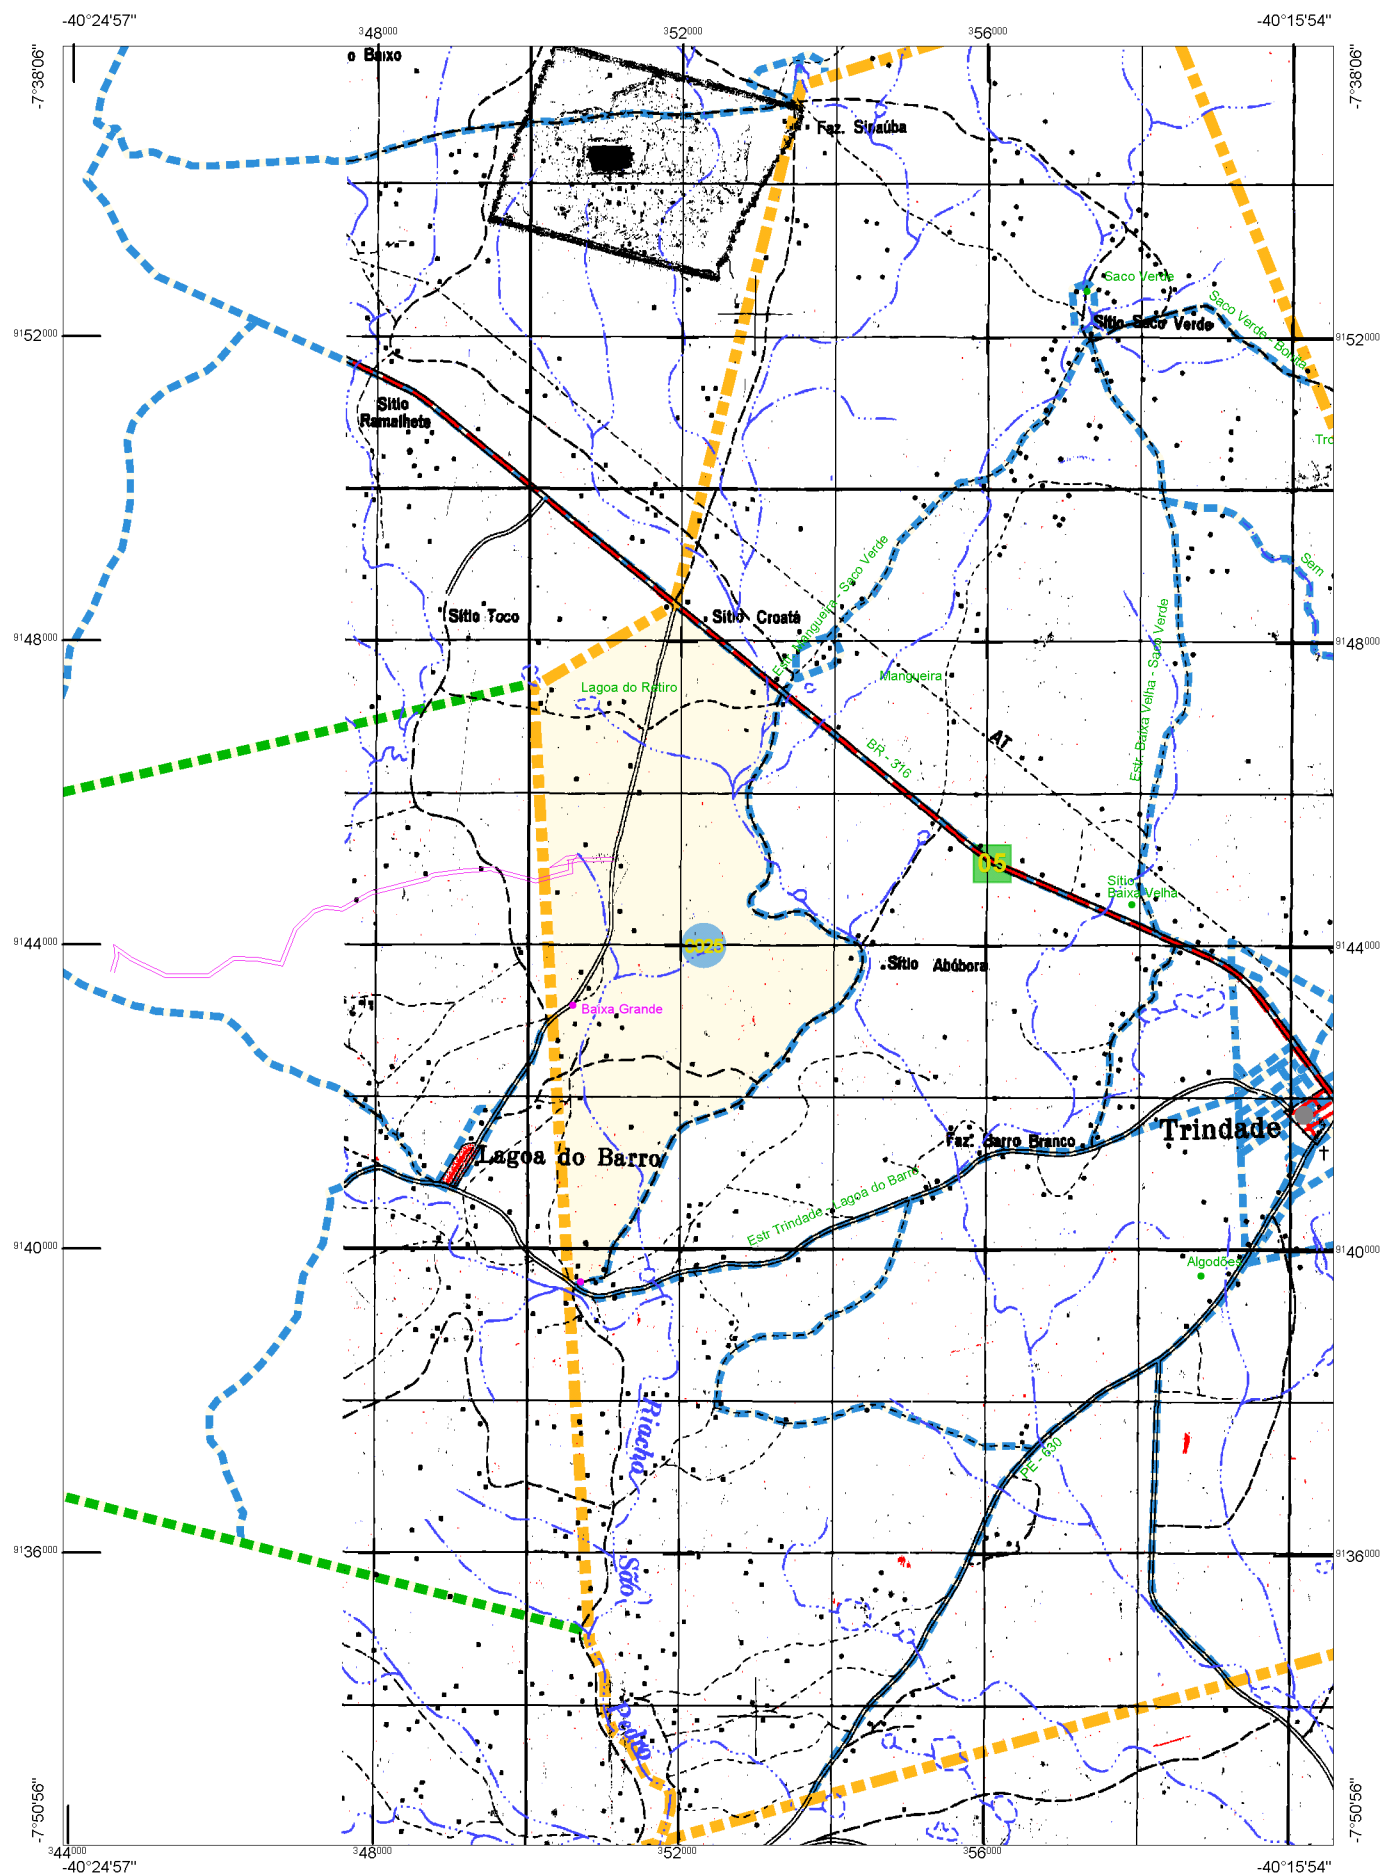 -40°24'57"
-40°15'54"
348000
352000
356000
-7°38'06"
-7°38'06"
o Baixo
Faz. Sipaúba
Saco Verde
Sítio Saco Verde
Saco Verde - Bonita
9152000
9152000
Sítio
Ramalhete
Tro
Sem
Estr. Mangueira - Saco Verde
Estr. Baixa Velha - Saco Verde
Sítio Toco
Sítio Croatá
9148000
9148000
Lagoa do Retiro
Mangueira
AT
BR - 316
05
Sítio
Baixa Velha
9144000
9144000
C025
Sítio Abóbora
Baixa Grande
Faz. Barro Branco
Trindade
Lagoa do Barro
Estr Trindade - Lagoa do Barro
9140000
9140000
Algodões
Riacho
PE - 630
9136000
9136000
São
Pedro
-7°50'56"
-7°50'56"
344000
348000
352000
356000
-40°24'57"
-40°15'54"